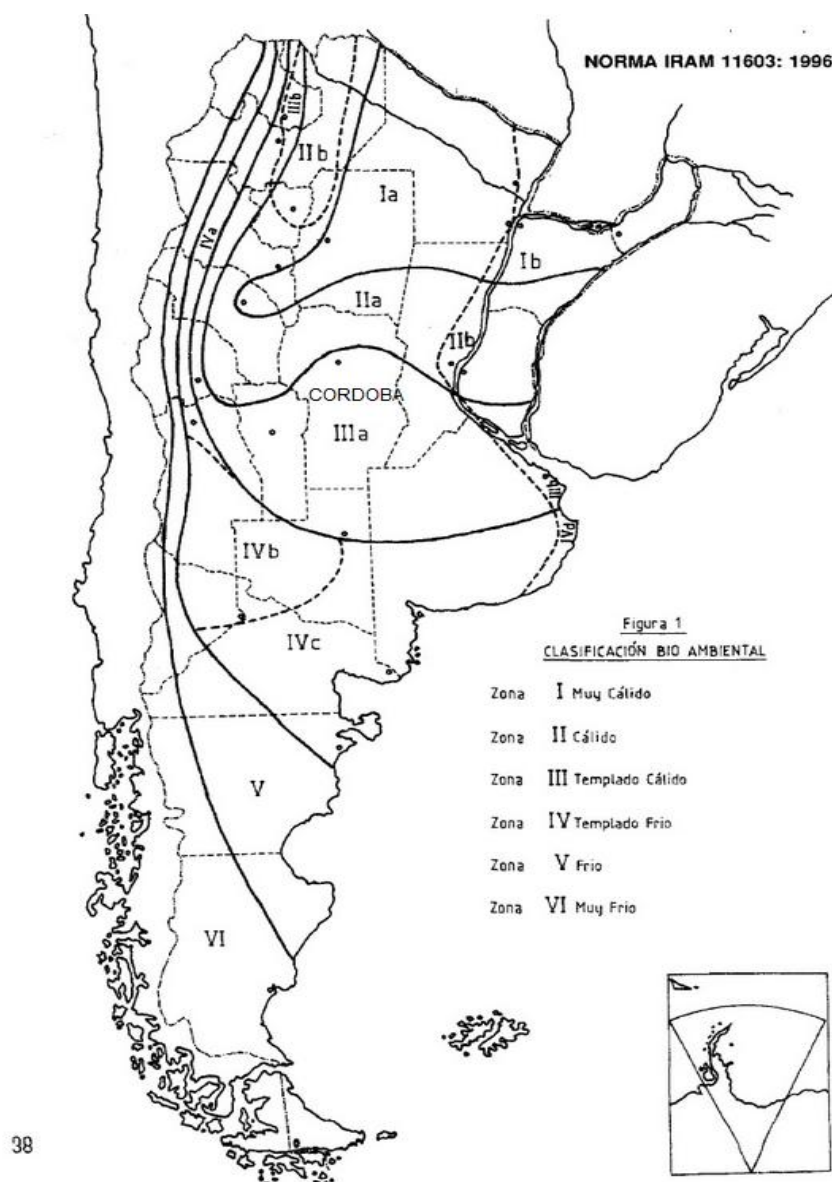 NORMA IRAM 11603: 1996
IIIb
IIb
Ia
IVa
Ib
IIa
IIb
CORDOBA
IIIa
IIIb
IVd
IVb
IVc
V
VI
Figura 1
CLASIFICACIÓN BIO AMBIENTAL
Zona I Muy Cálido
Zona II Cálido
Zona III Templado Cálido
Zona IV Templado Frio
Zona V Frio
Zona VI Muy Frio
38